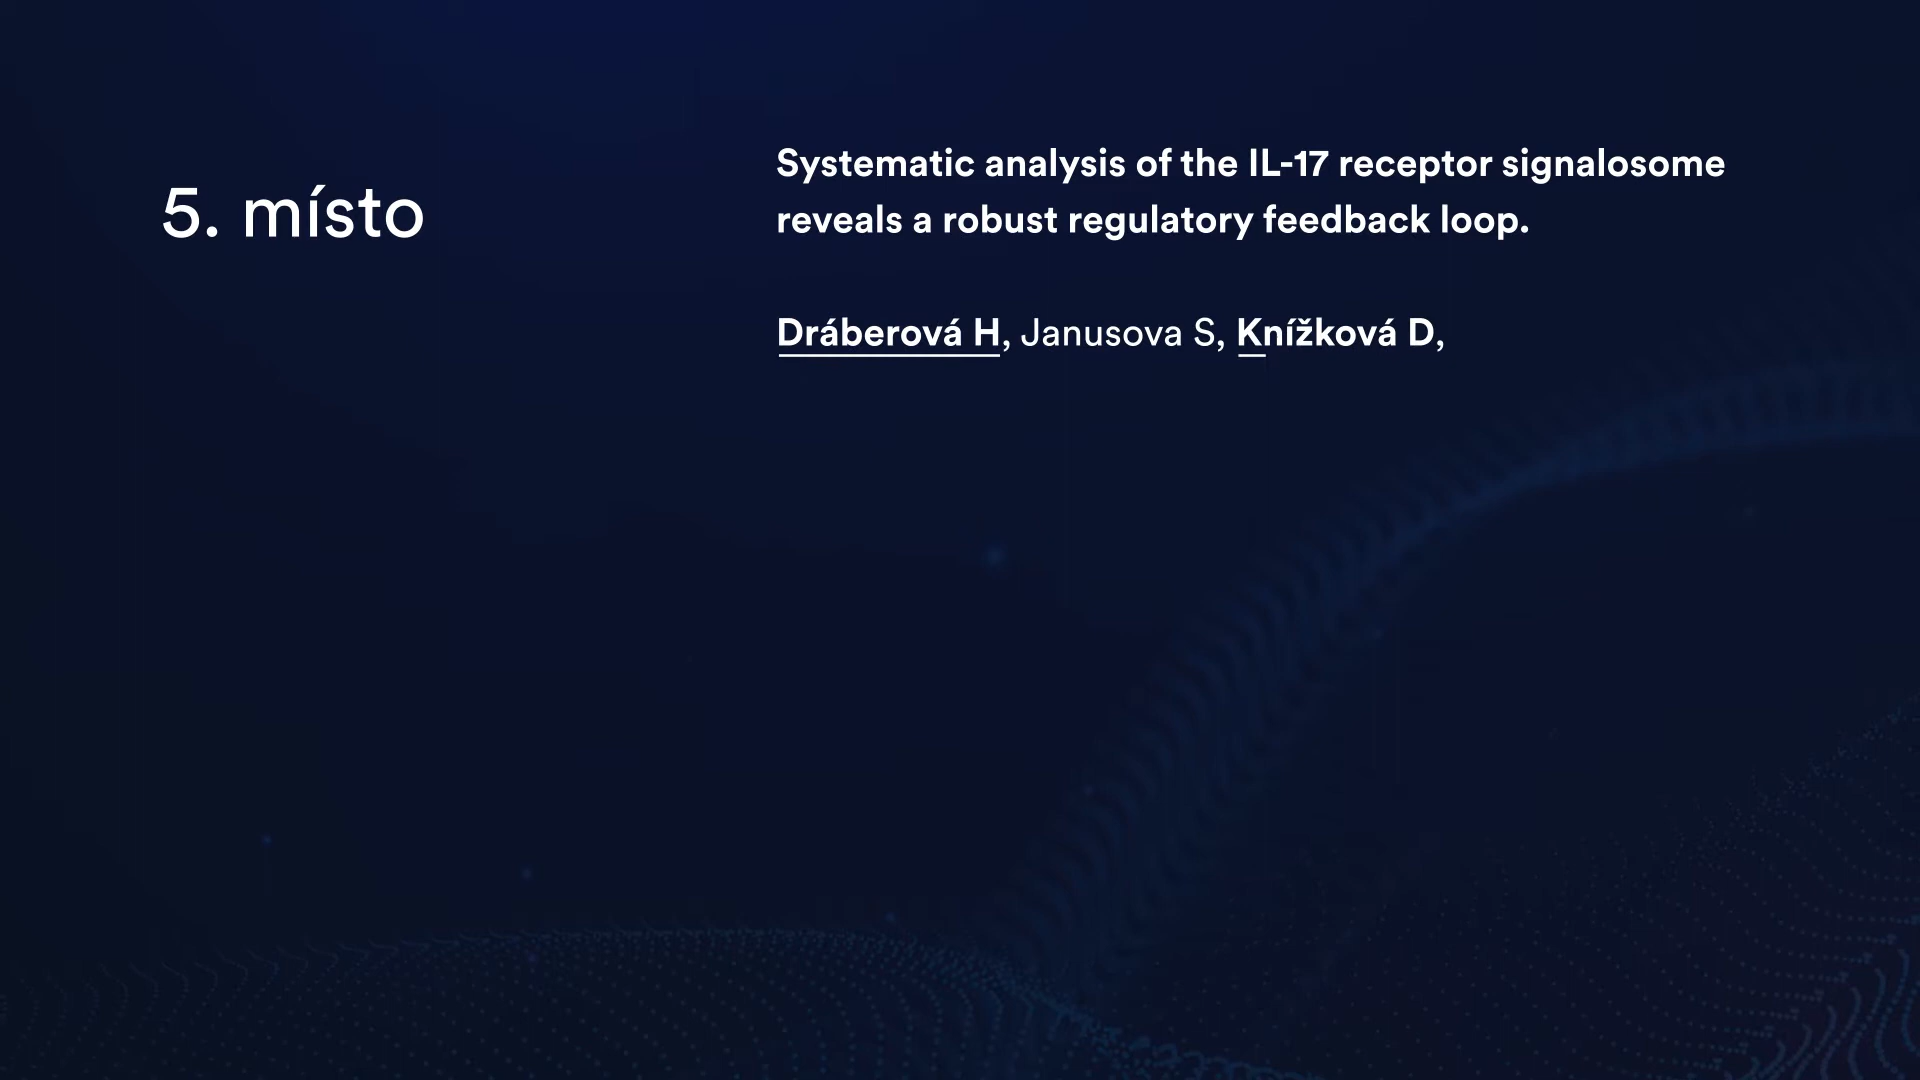 5. místo
Systematic analysis of the IL-17 receptor signalosome
reveals a robust regulatory feedback loop.
Dráberová H, Janusova S, Knížková D,